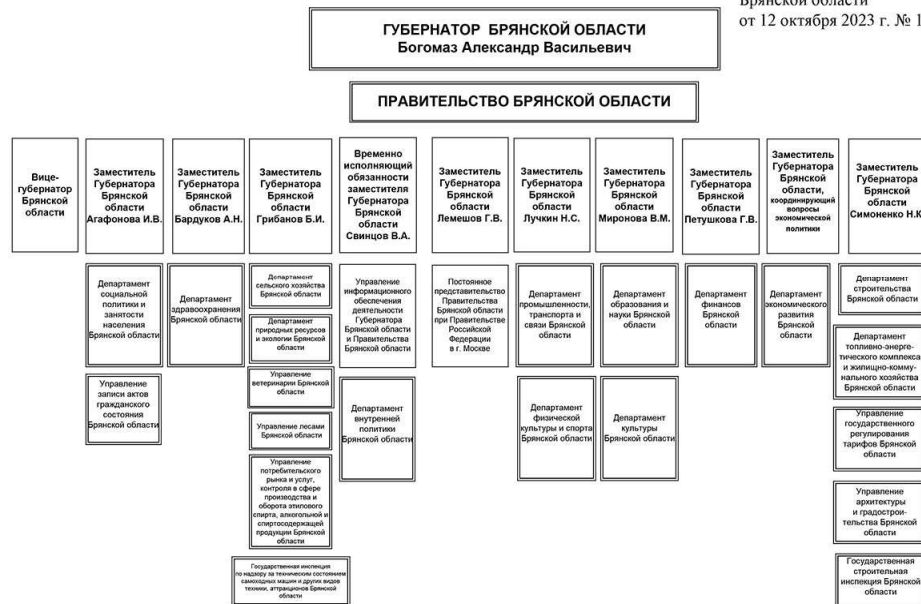 Брянской области
от 12 октября 2023 г. № 1
ГУБЕРНАТОР БРЯНСКОЙ ОБЛАСТИ
Богомаз Александр Васильевич
ПРАВИТЕЛЬСТВО БРЯНСКОЙ ОБЛАСТИ
Вице-
губернатор
Брянской
области
Заместитель
Губернатора
Брянской
области
Агафонова И.В.
Заместитель
Губернатора
Брянской
области
Бардуков А.Н.
Заместитель
Губернатора
Брянской
области
Грибанов Б.И.
Временно
исполняющий
обязанности
заместителя
Губернатора
Брянской
области
Свинцов В.А.
Заместитель
Губернатора
Брянской
области
Лемешов Г.В.
Заместитель
Губернатора
Брянской
области
Лучкин Н.С.
Заместитель
Губернатора
Брянской
области
Миронова В.М.
Заместитель
Губернатора
Брянской
области
Петушкова Г.В.
Заместитель
Губернатора
Брянской
области,
координирующий
вопросы
экономической
политики
Заместитель
Губернатора
Брянской
области
Симоненко Н.К
Департамент
социальной
политики и
занятости
населения
Брянской области
Управление
записи актов
гражданского
состояния
Брянской области
Департамент
здравоохранения
Брянской области
Департамент
сельского хозяйства
Брянской области
Департамент
природных ресурсов
и экологии Брянской
области
Управление
ветеринарии Брянской
области
Управление лесами
Брянской области
Управление
потребительского
рынка и услуг,
контроля в сфере
производства и
оборота этилового
спирта, алкогольной и
спиртосодержащей
продукции Брянской
области
Государственная инспекция
по надзору за техническим состоянием
самоходных машин и других видов
техники, аттракционов Брянской
области
Управление
информационного
обеспечения
деятельности
Губернатора
Брянской области
и Правительства
Брянской области
Департамент
внутренней
политики
Брянской области
Постоянное
представительство
Правительства
Брянской области
при Правительстве
Российской
Федерации
в г. Москве
Департамент
промышленности,
транспорта и
связи Брянской
области
Департамент
физической
культуры и спорта
Брянской области
Департамент
образования и
науки Брянской
области
Департамент
культуры
Брянской области
Департамент
финансов
Брянской
области
Департамент
экономического
развития
Брянской
области
Департамент
строительства
Брянской области
Департамент
топливно-энерге-
тического комплекса
и жилищно-комму-
нального хозяйства
Брянской области
Управление
государственного
регулирования
тарифов Брянской
области
Управление
архитектуры
и градострои-
тельства Брянской
области
Государственная
строительная
инспекция Брянской
области